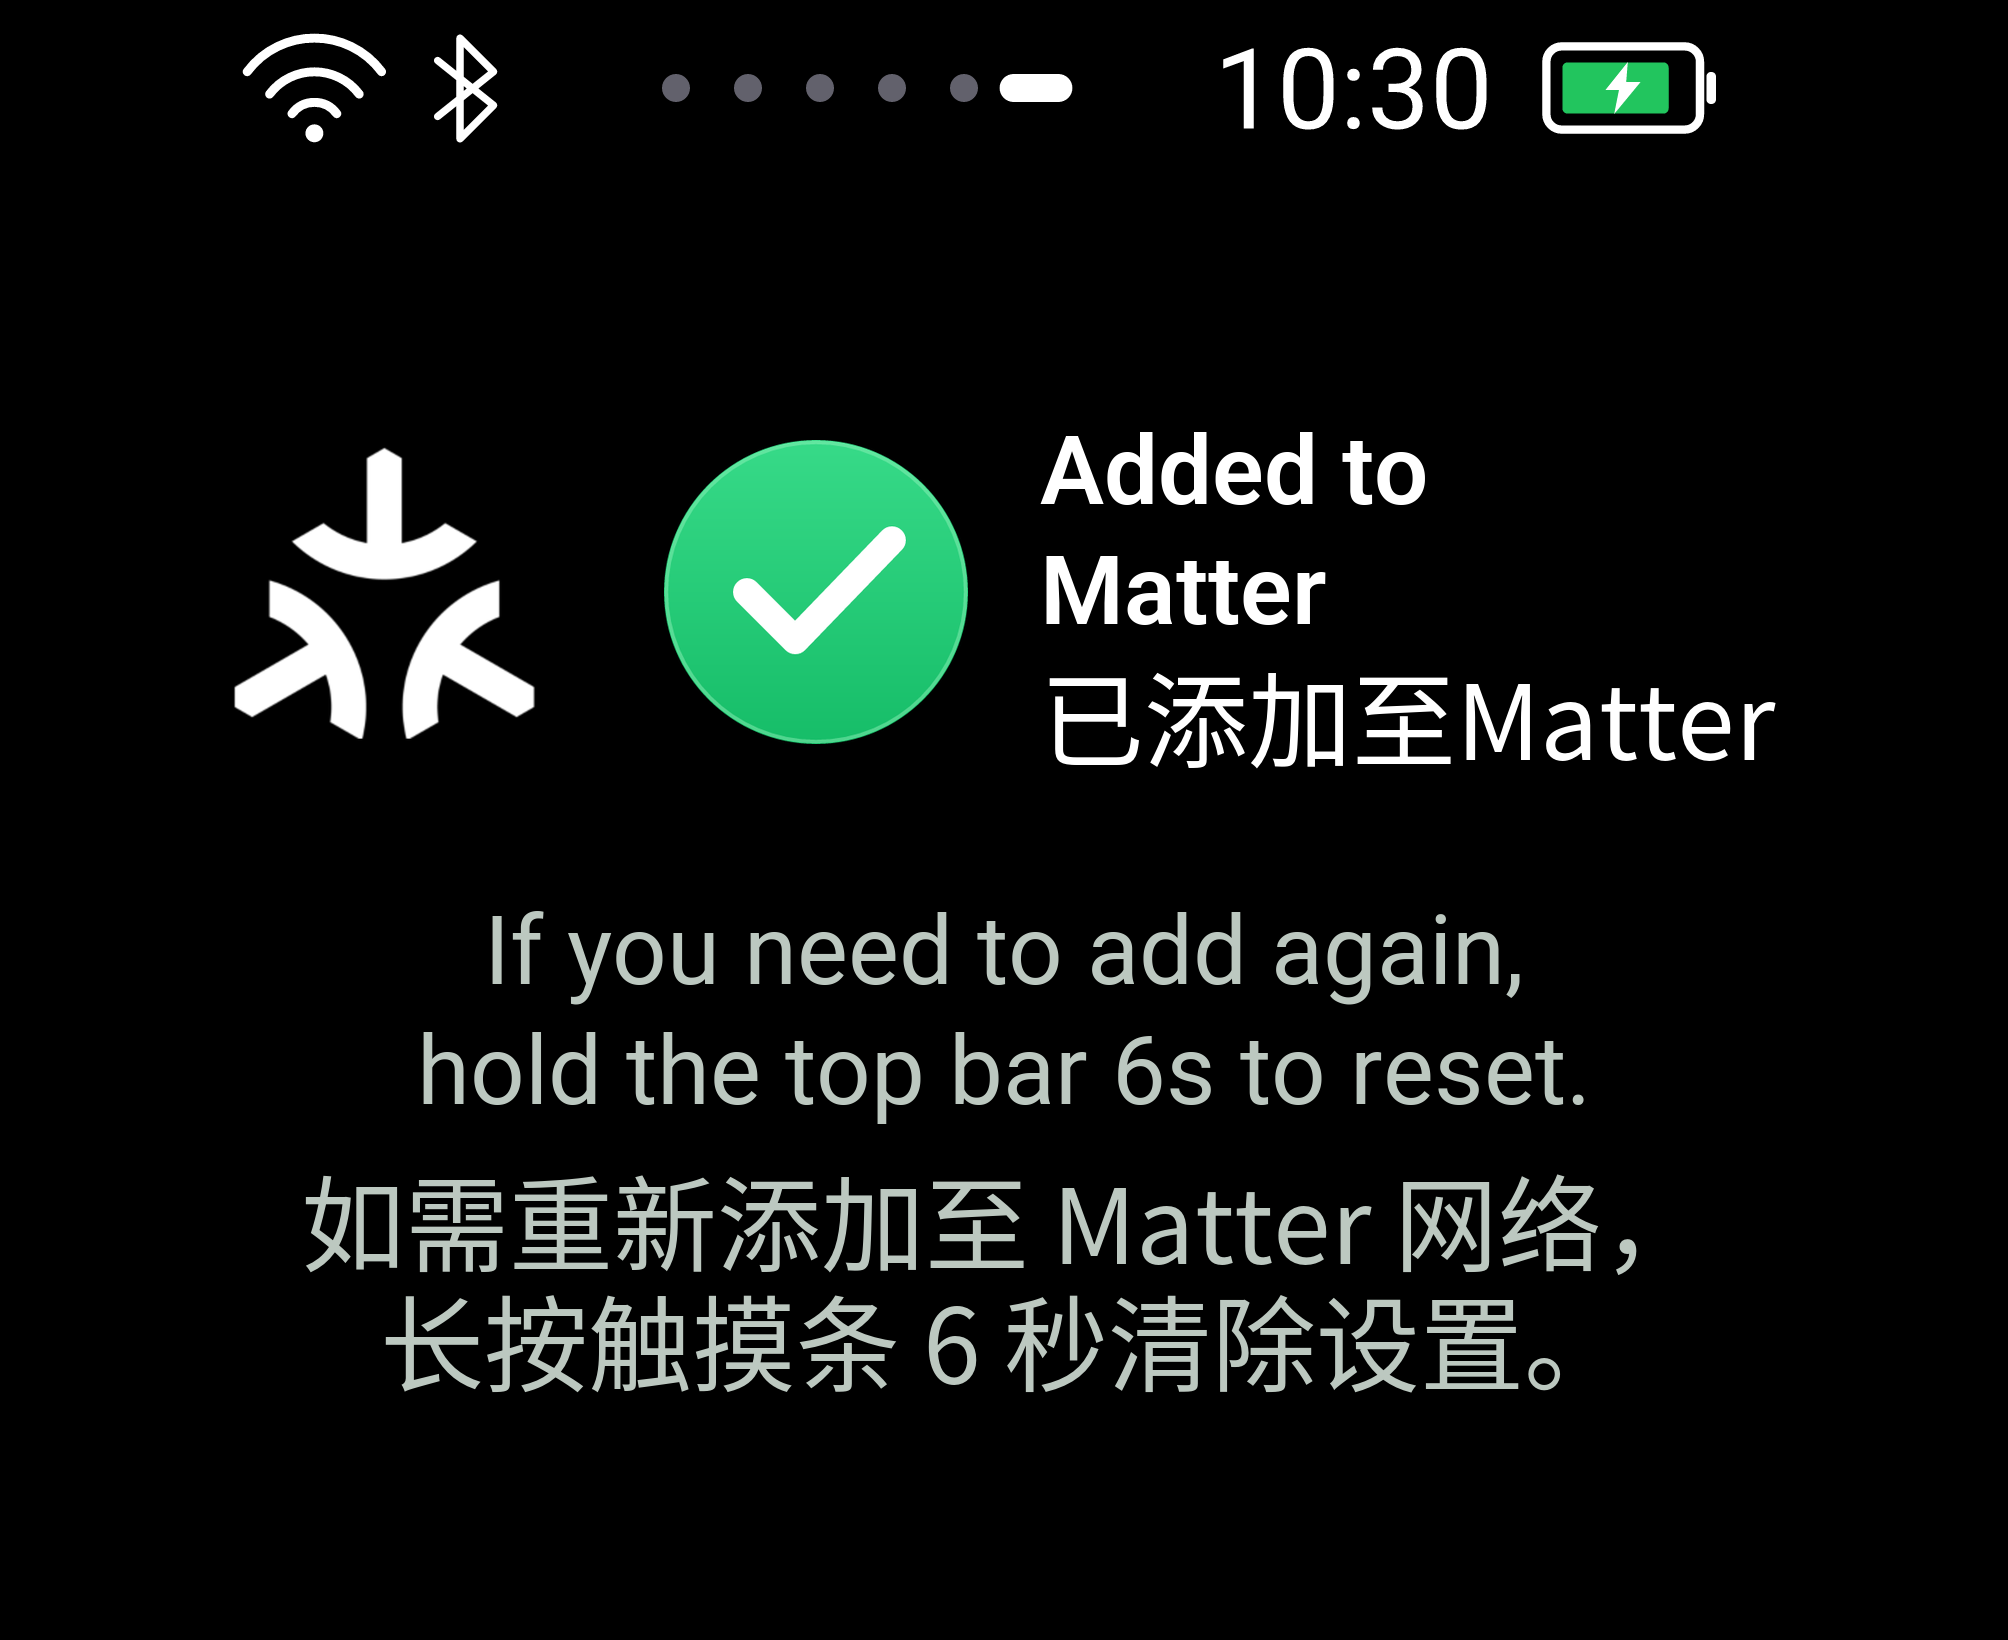 10:30
Added to
Matter
已添加至Matter
If you need to add again,
hold the top bar 6s to reset.
如需重新添加至 Matter 网络，
长按触摸条 6 秒清除设置。